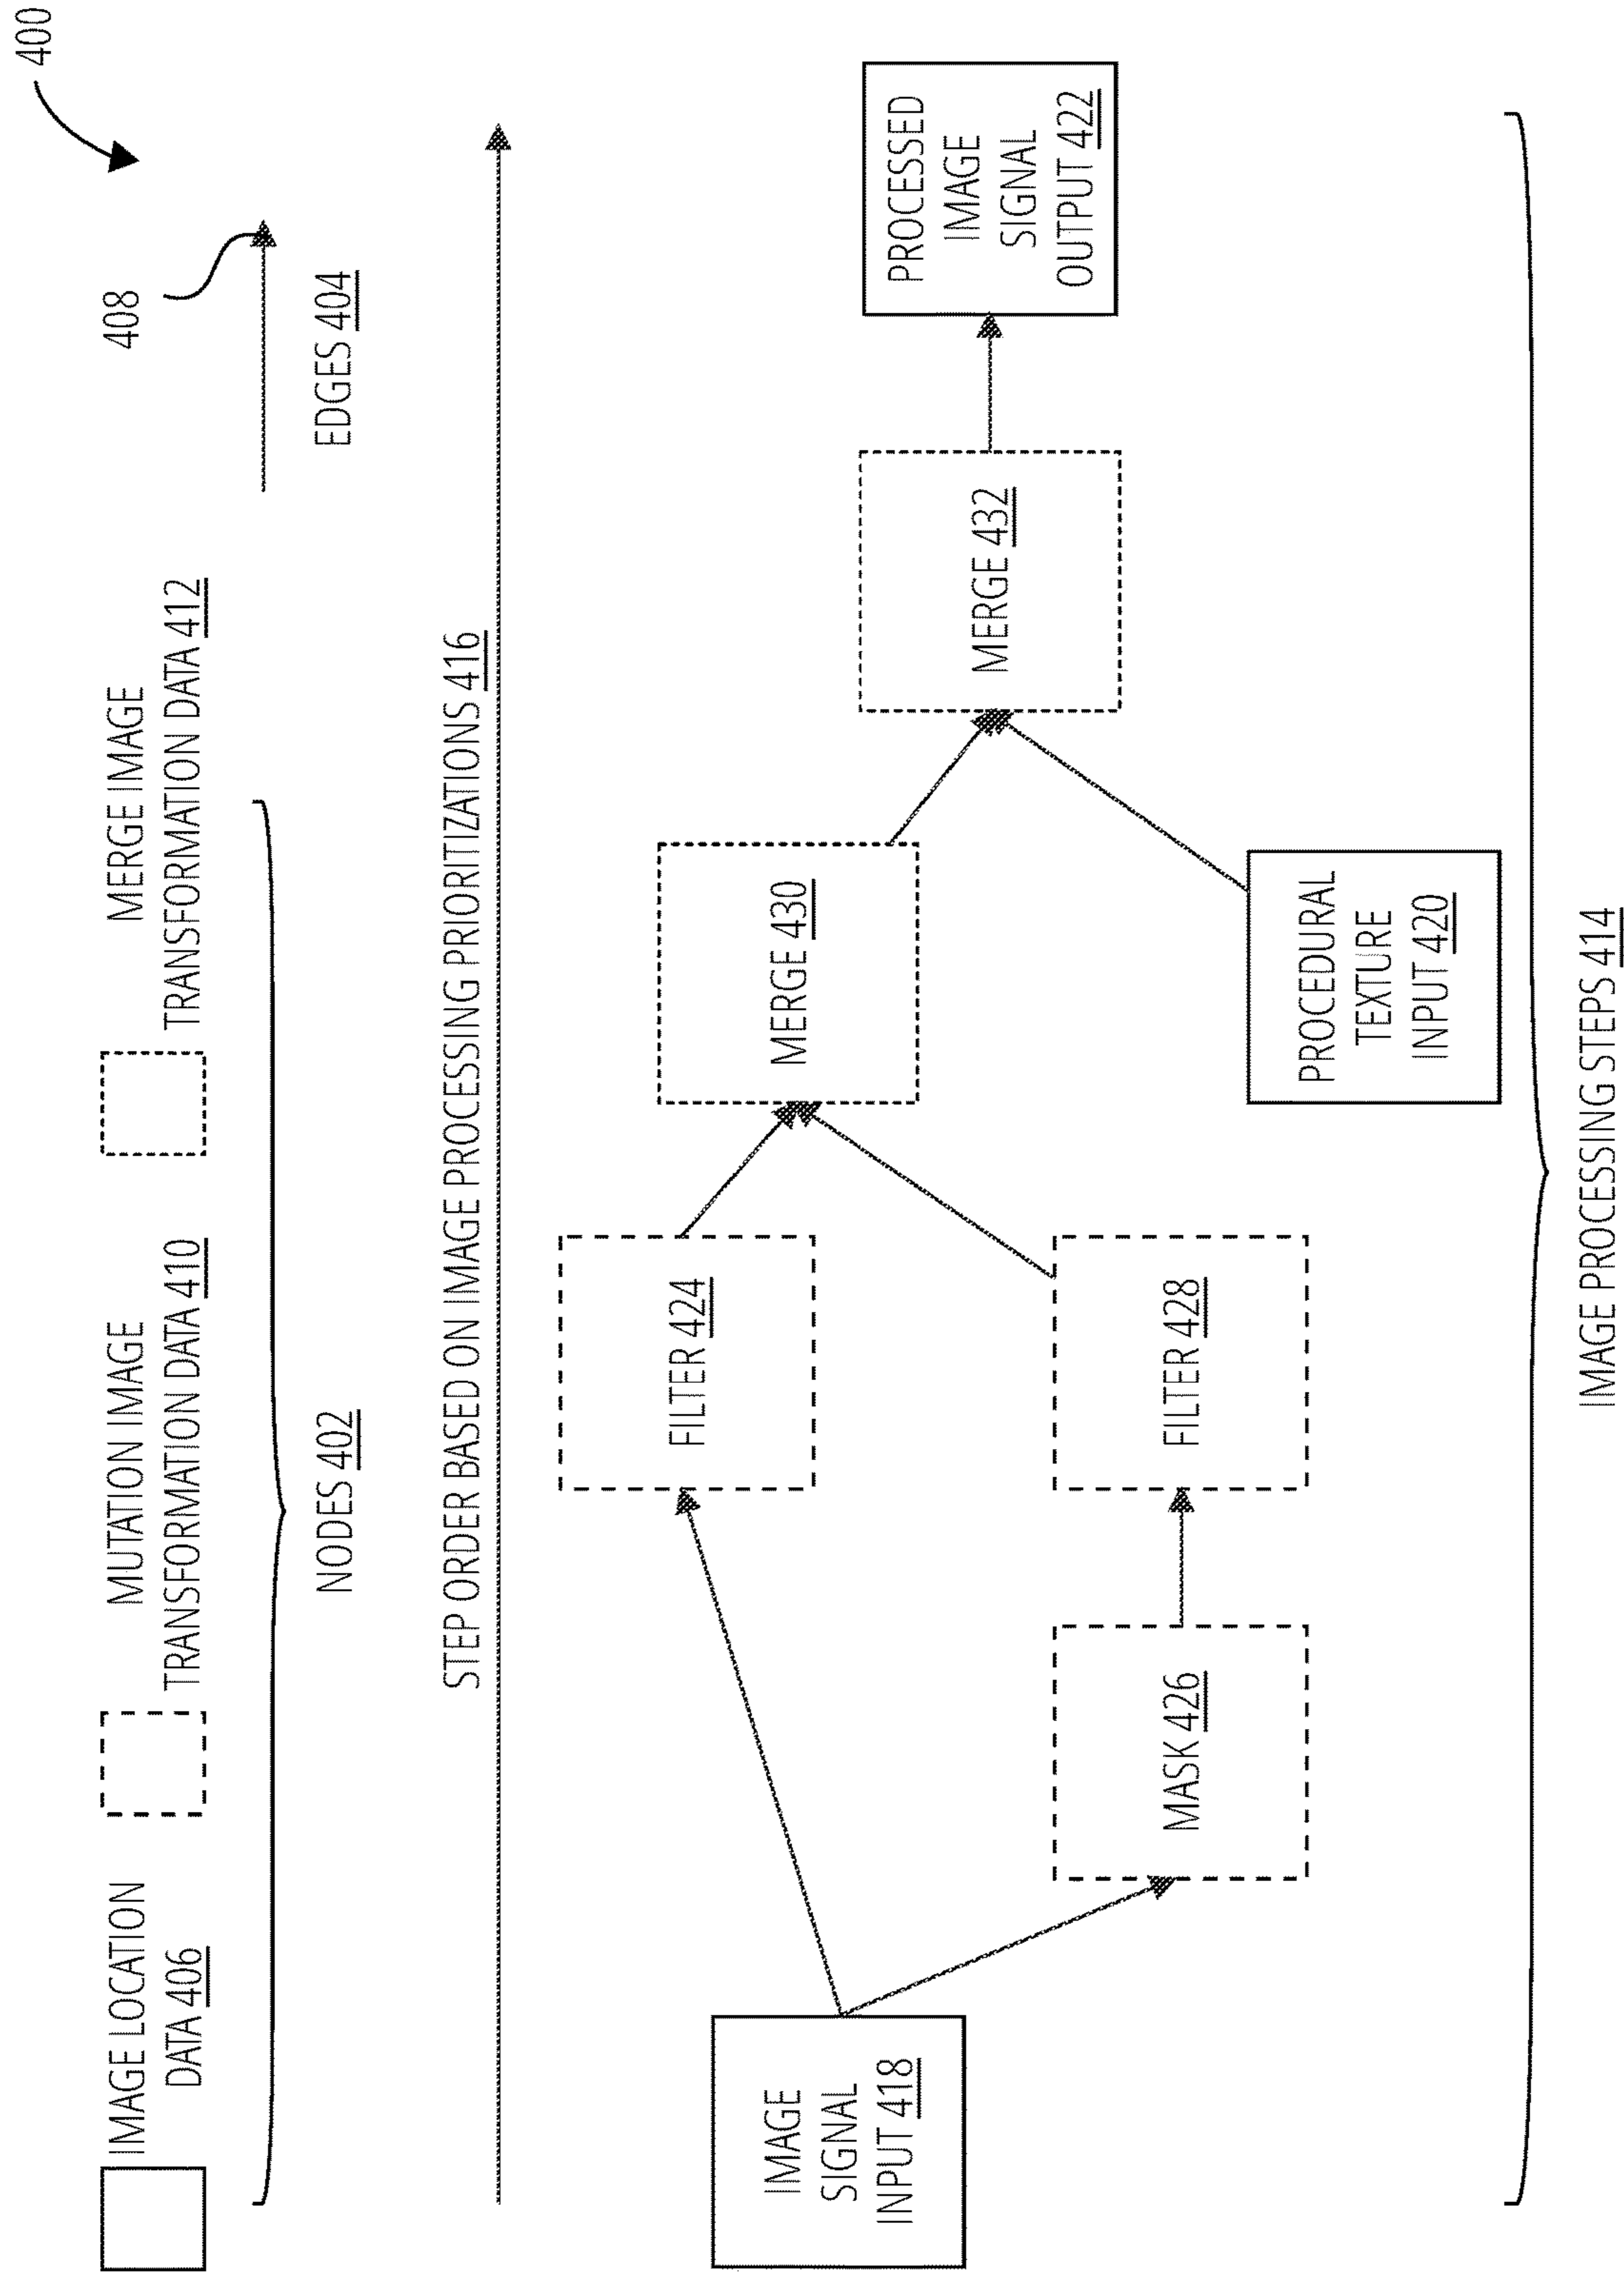 400
IMAGE LOCATION
DATA 406
MUTATION IMAGE
TRANSFORMATION DATA 410
MERGE IMAGE
TRANSFORMATION DATA 412
408
NODES 402
EDGES 404
STEP ORDER BASED ON IMAGE PROCESSING PRIORITIZATIONS 416
IMAGE
SIGNAL
INPUT 418
FILTER 424
MASK 426
FILTER 428
MERGE 430
PROCEDURAL
TEXTURE
INPUT 420
MERGE 432
PROCESSED
IMAGE
SIGNAL
OUTPUT 422
IMAGE PROCESSING STEPS 414